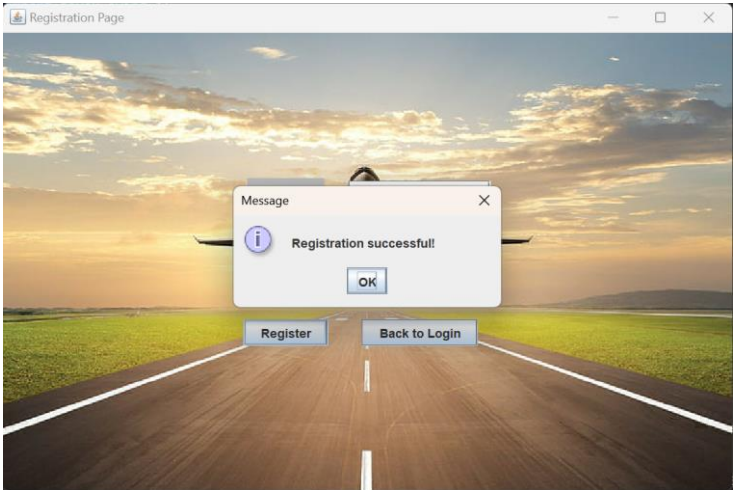 Registration Page
Message
Registration successful!
OK
Register
Back to Login